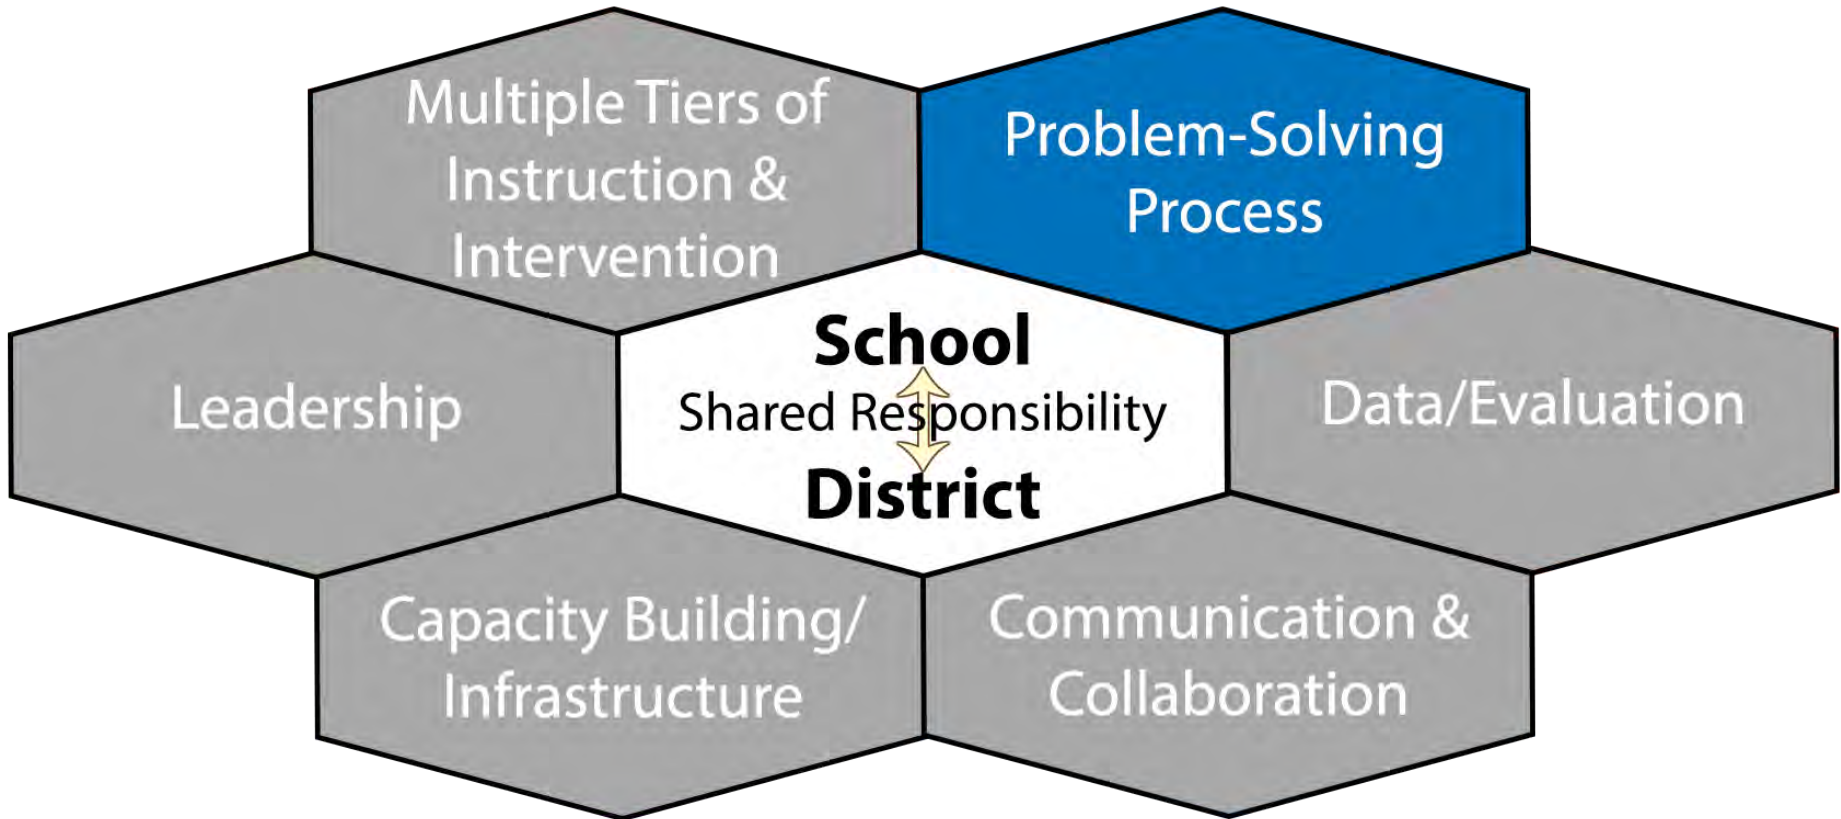 Multiple Tiers of
Instruction &
Intervention
Problem-Solving
Process
Leadership
School
Shared Responsibility
District
Data/Evaluation
Capacity Building/
Infrastructure
Communication &
Collaboration